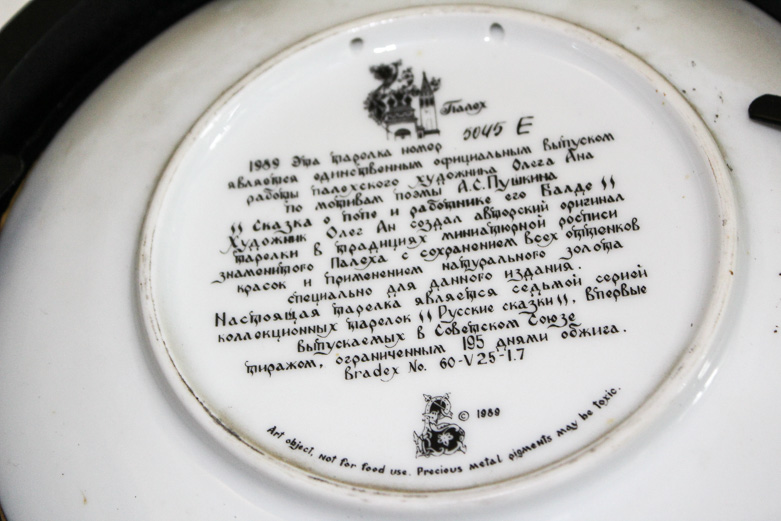 Палех
1989 Эта тарелка номер 5045 E
является единственным официальным выпуском
работы палехского художника Олега Ана
по мотивам поэмы А.С.Пушкина
"Сказка о попе и работнике его Балде"
Художник Олег Ан создал авторский оригинал
тарелки в традициях миниатюрной росписи
знаменитого Палеха с сохранением всех оттенков
красок и применением натурального золота
специально для данного издания.
Настоящая тарелка является седьмой серией
коллекционных тарелок "Русские сказки", впервые
выпускаемых в Советском Союзе
тиражом, ограниченным 195 днями обжига.
Bradex No. 60-V25-1.7
© 1989
Art object, not for food use. Precious metal pigments may be toxic.